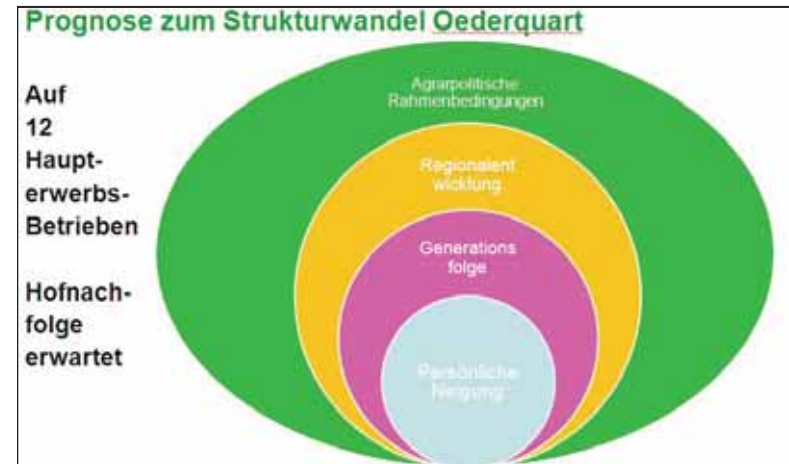 Prognose zum Strukturwandel Oederquart
Auf
12
Haupt-
erwerbs-
Betrieben
Hofnach-
folge
erwartet
Agrarpolitische
Rahmenbedingungen
Regionalent
wicklung
Generations
folge
Persönliche
Neigung